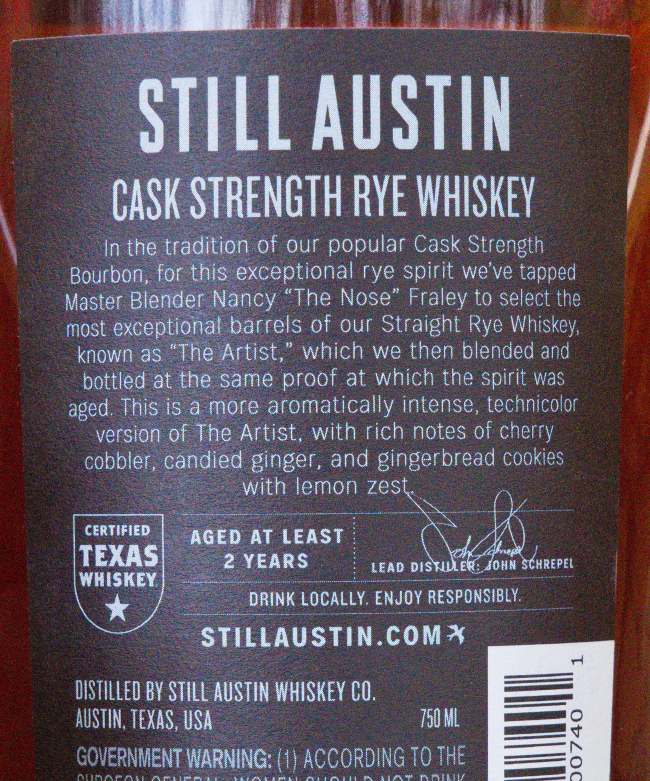 STILL AUSTIN
CASK STRENGTH RYE WHISKEY
In the tradition of our popular Cask Strength
Bourbon, for this exceptional rye spirit we've tapped
Master Blender Nancy “The Nose” Fraley to select the
most exceptional barrels of our Straight Rye Whiskey,
known as “The Artist,” which we then blended and
bottled at the same proof at which the spirit was
aged. This is a more aromatically intense, technicolor
version of The Artist, with rich notes of cherry
cobbler, candied ginger, and gingerbread cookies
with lemon zest.
CERTIFIED
TEXAS
WHISKEY
AGED AT LEAST
2 YEARS
LEAD DISTILLER: JOHN SCHREPEL
DRINK LOCALLY. ENJOY RESPONSIBLY.
STILLAUSTIN.COM
DISTILLED BY STILL AUSTIN WHISKEY CO.
AUSTIN, TEXAS, USA
750 ML
GOVERNMENT WARNING: (1) ACCORDING TO THE
SURGEON GENERAL, WOMEN SHOULD NOT DRINK
00740 1